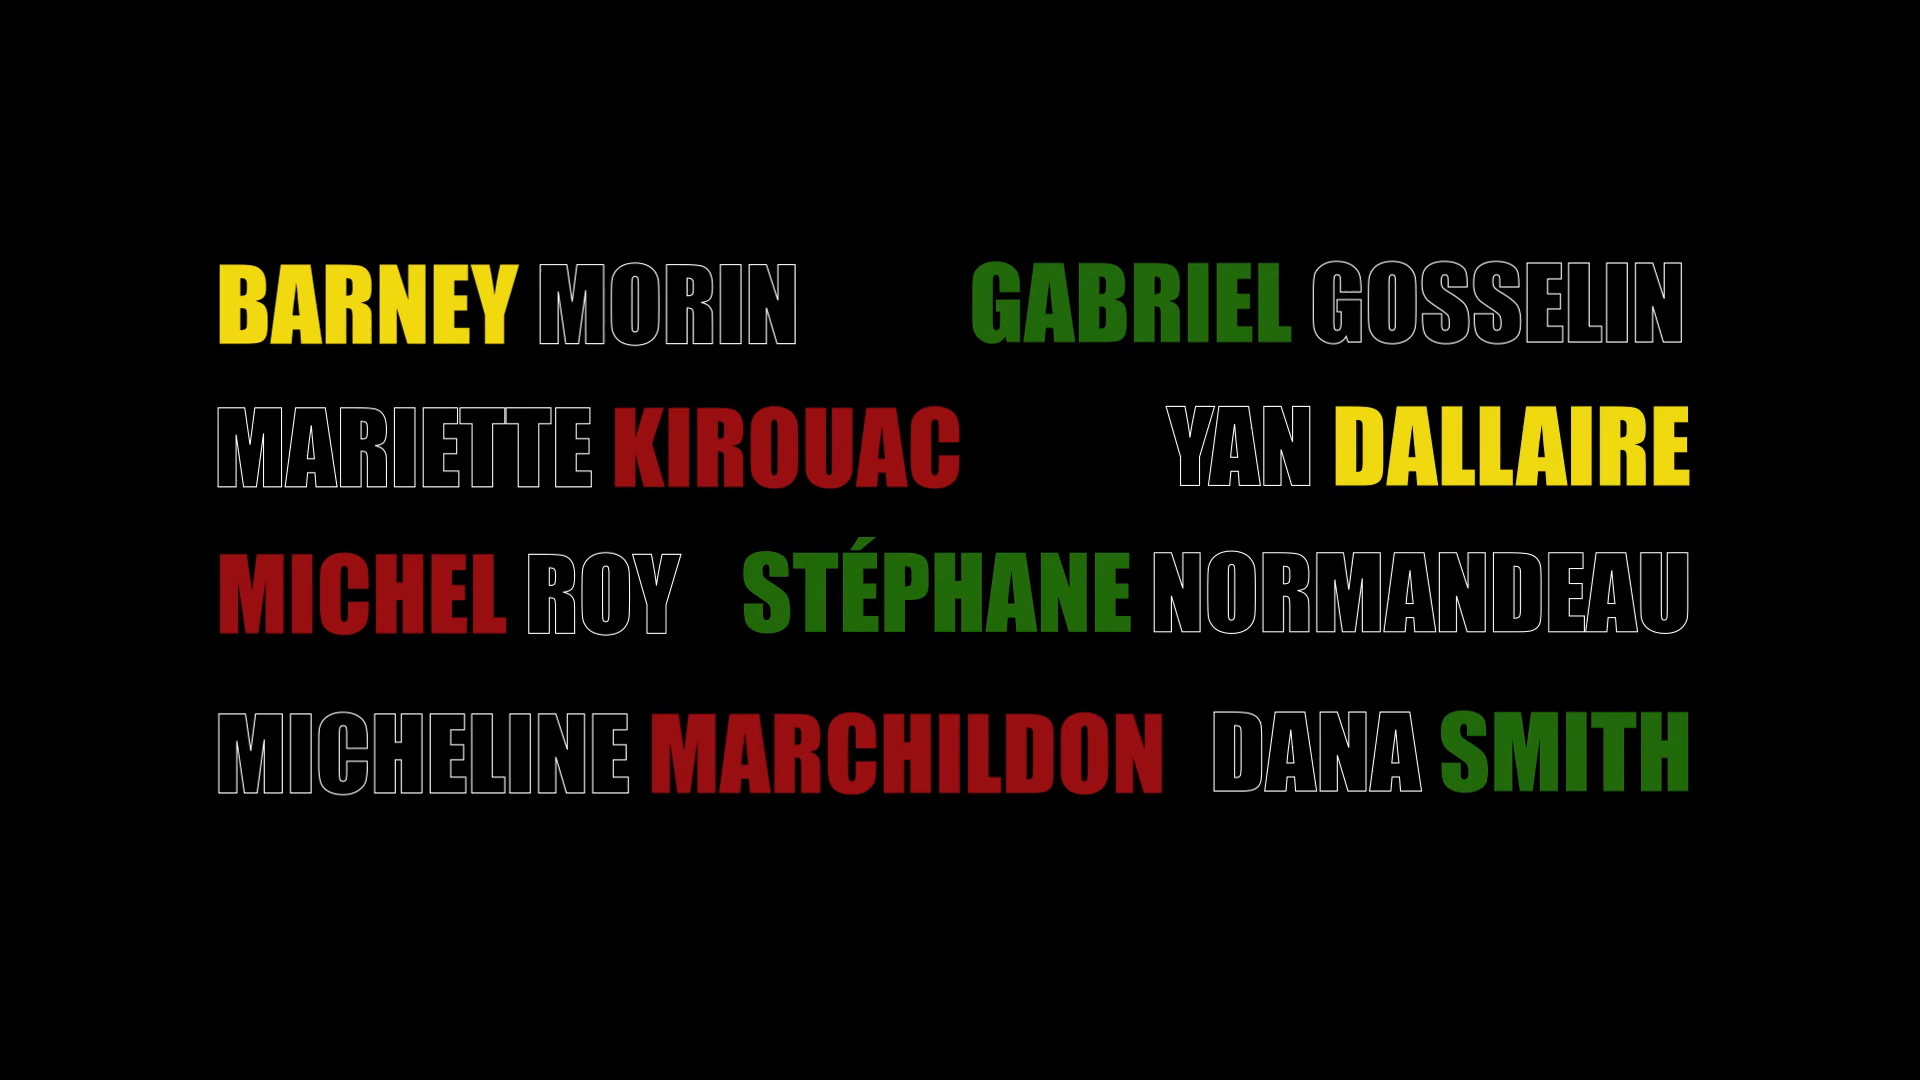 BARNEY MORIN GABRIEL GOSSELIN
MARIETTE KIROUAC YAN DALLAIRE
MICHEL ROY STÉPHANE NORMANDEAU
MICHELINE MARCHILDON DANA SMITH